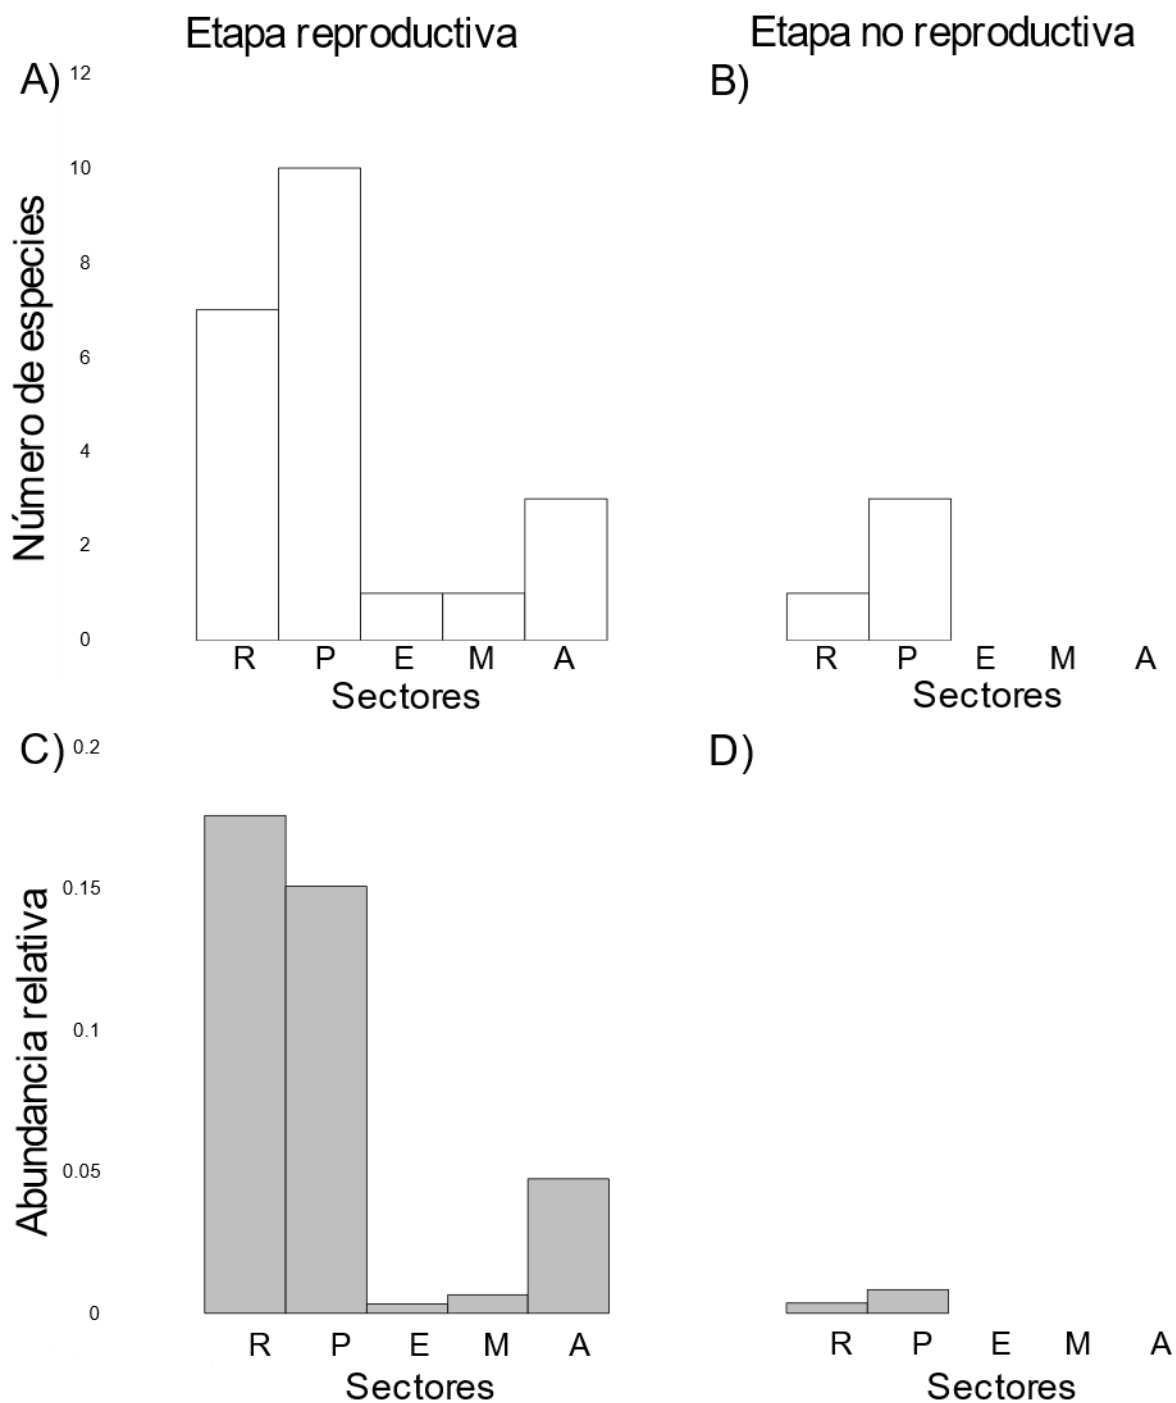 Etapa reproductiva
Etapa no reproductiva
A)
B)
12
10
8
6
4
2
0
Número de especies
R P E M A
Sectores
R P E M A
Sectores
C)
D)
0.2
0.15
0.1
0.05
0
Abundancia relativa
R P E M A
Sectores
R P E M A
Sectores